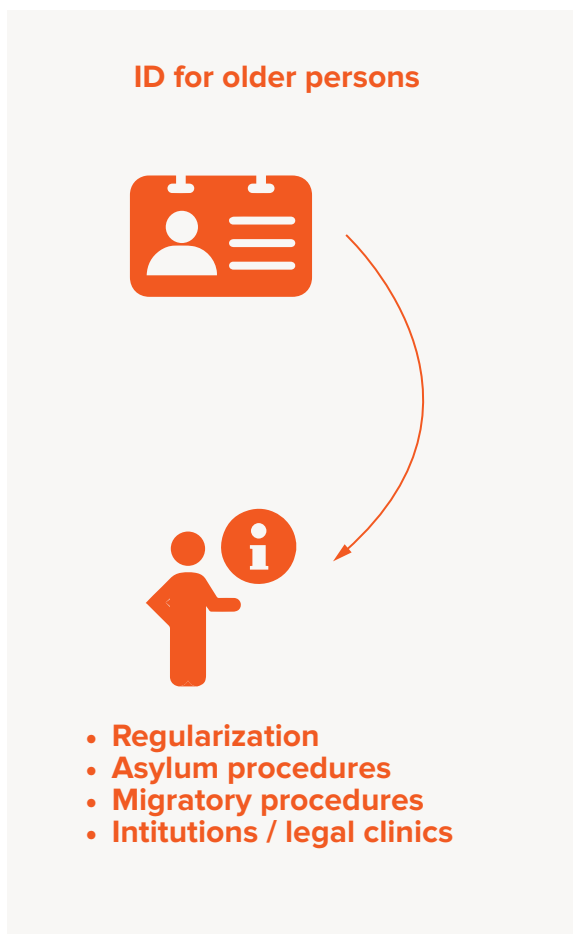 ID for older persons
i
• Regularization
• Asylum procedures
• Migratory procedures
• Intitutions / legal clinics